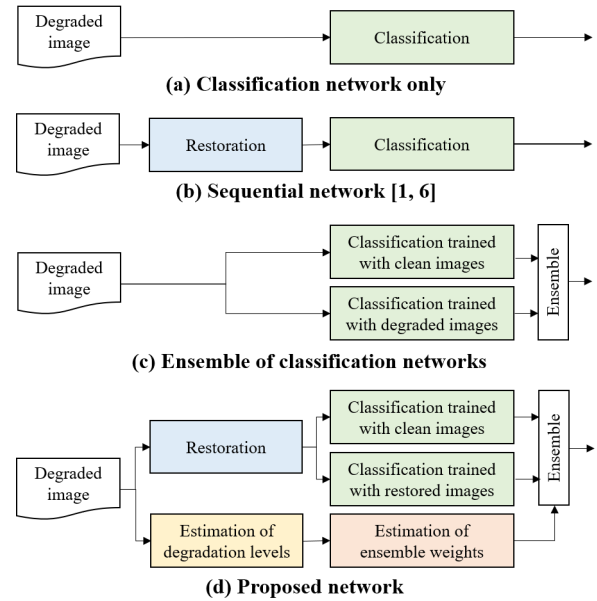 Degraded
image
Classification
(a) Classification network only
Degraded
image
Restoration
Classification
(b) Sequential network [1, 6]
Degraded
image
Classification trained
with clean images
Classification trained
with degraded images
Ensemble
(c) Ensemble of classification networks
Degraded
image
Restoration
Classification trained
with clean images
Classification trained
with restored images
Ensemble
Estimation of
degradation levels
Estimation of
ensemble weights
(d) Proposed network